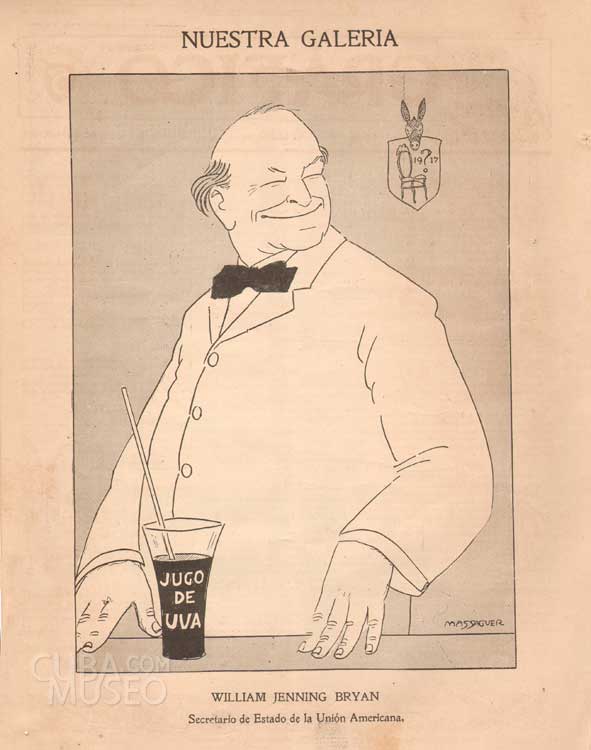 NUESTRA GALERIA
19 ? 17
JUGO
DE
UVA
MASSAGUER
CUBA.COM
MUSEO
WILLIAM JENNING BRYAN
Secretario de Estado de la Unión Americana.